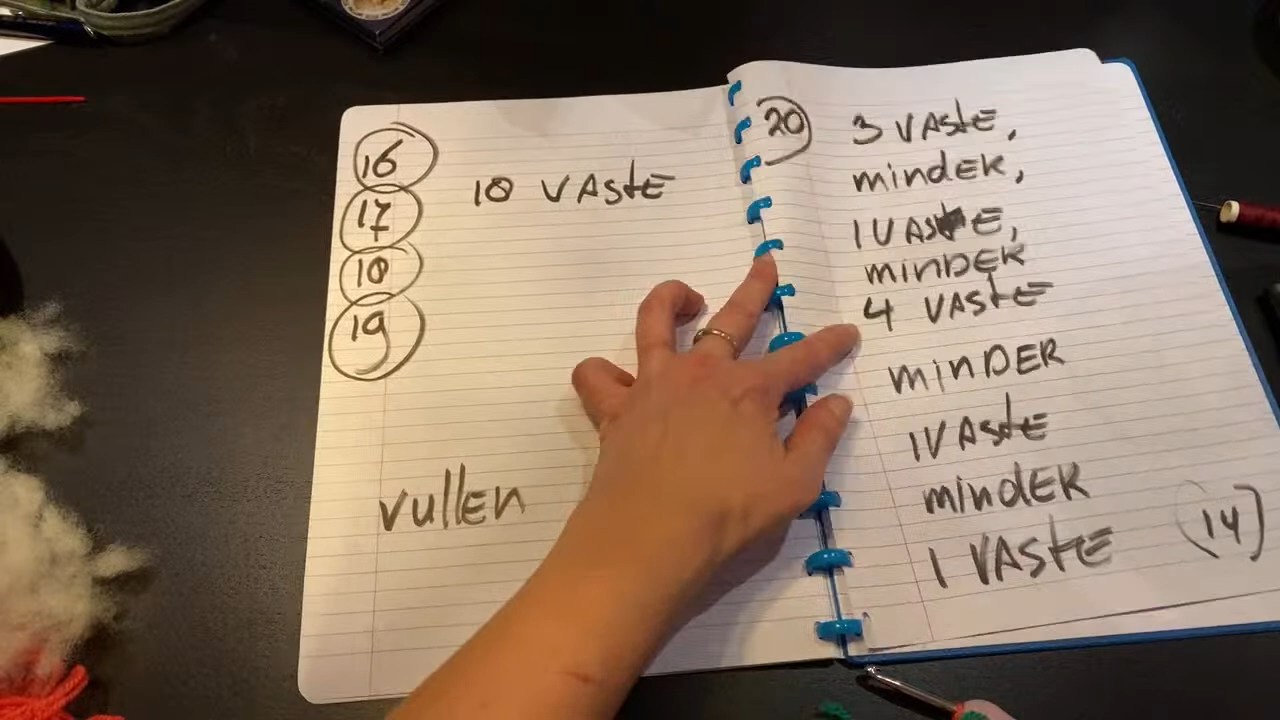 16
17
18
19
18 VAStE
vullEn
20
3 VAStE,
mindER,
1 VAStE,
minDER
4 VAStE
minDER
1 VAStE
mindER
1 VAStE (14)